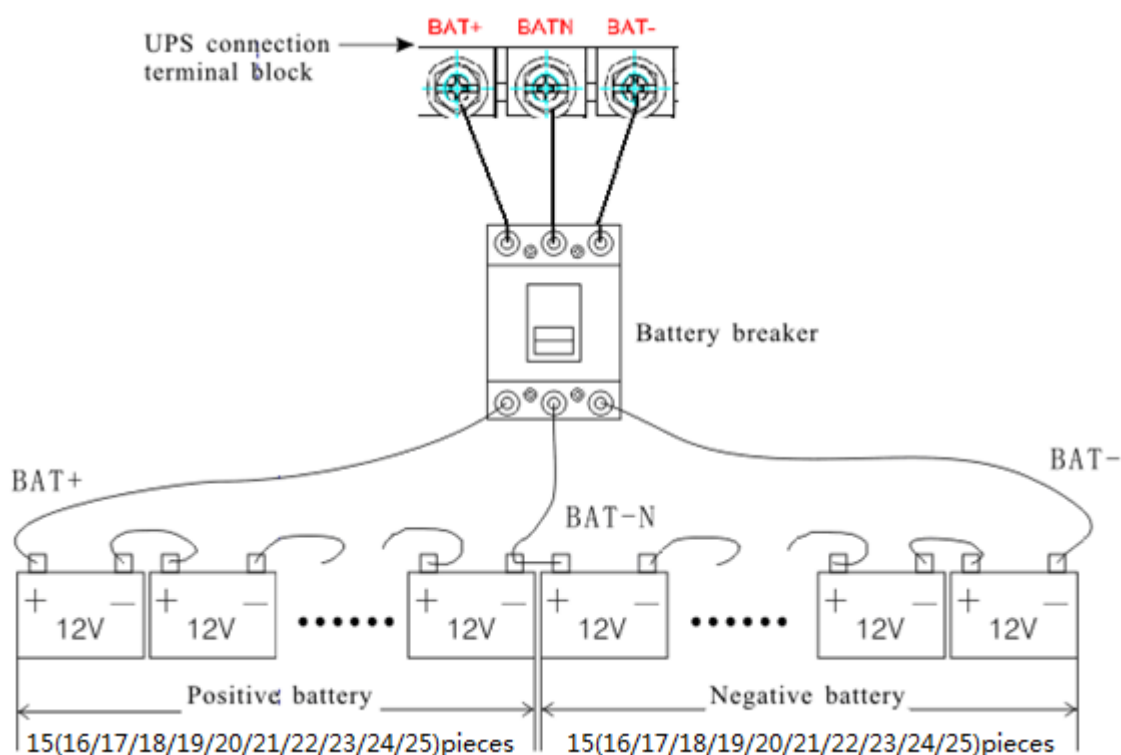 BAT+ BATN BAT-
UPS connection
terminal block
Battery breaker
BAT+
BAT-
BAT-N
+ — + — + — + — + — + —
12V 12V 12V 12V 12V 12V
Positive battery
Negative battery
15(16/17/18/19/20/21/22/23/24/25)pieces
15(16/17/18/19/20/21/22/23/24/25)pieces